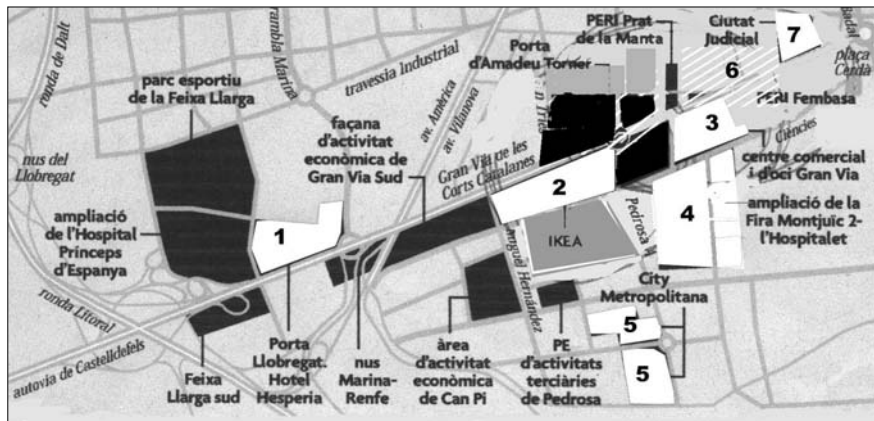 ronda de Dalt
rambla Marina
travessia Industrial
av. Amèrica
av. Vilanova
parc esportiu
de la Feixa Llarga
façana
d'activitat
econòmica de
Gran Via Sud
Gran Via de les
Corts Catalanes
Porta
d'Amadeu Torner
PERI Prat
de la Manta
Ciutat
Judicial
7
Badal
plaça
Cerdà
6
PERI Fembasa
3
Ciències
centre comercial
i d'oci Gran Via
nus del
Llobregat
ampliació
de l'Hospital
Prínceps
d'Espanya
1
2
IKEA
Pedrosa
4
ampliació de la
Fira Montjuïc 2-
l'Hospitalet
Miguel Hernández
City
Metropolitana
5
5
ronda Litoral
autovia de Castelldefels
Feixa
Llarga sud
Porta
Llobregat.
Hotel
Hesperia
nus
Marina-
Renfe
àrea
d'activitat
econòmica
de Can Pi
PE
d'activitats
terciàries
de Pedrosa